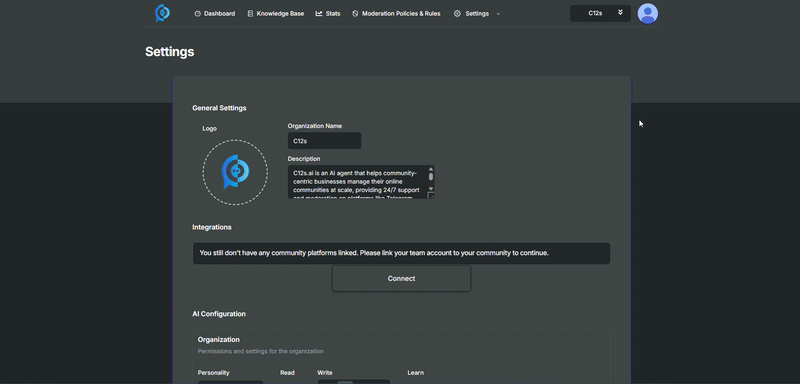 Dashboard
Knowledge Base
Stats
Moderation Policies & Rules
Settings
C12s
Settings
General Settings
Logo
Organization Name
C12s
Description
C12s.ai is an AI agent that helps community-
centric businesses manage their online
communities at scale, providing 24/7 support
and moderation on platforms like Telegram
Integrations
You still don't have any community platforms linked. Please link your team account to your community to continue.
Connect
AI Configuration
Organization
Permissions and settings for the organization
Personality
Read
Write
Learn